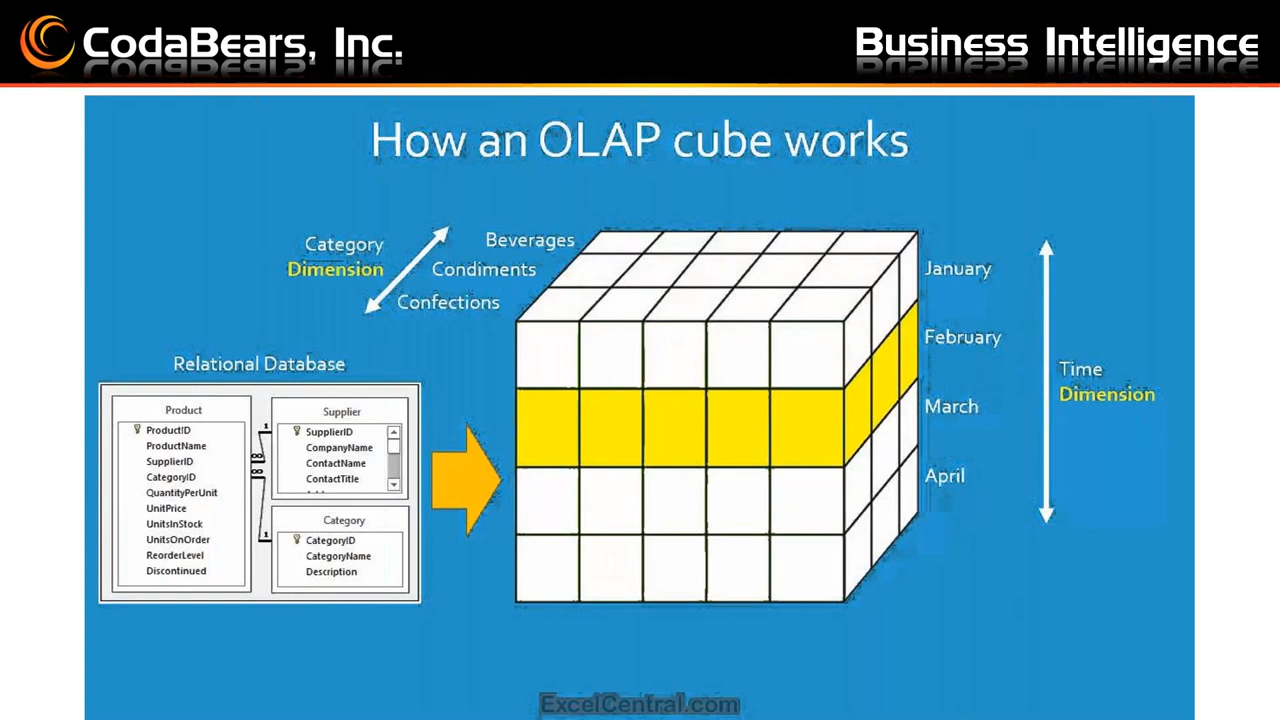 CodaBears, Inc.
Business Intelligence
How an OLAP cube works
Category
Dimension
Beverages
Condiments
Confections
January
February
March
April
Time
Dimension
Relational Database
Product
ProductID
ProductName
SupplierID
CategoryID
QuantityPerUnit
UnitPrice
UnitsInStock
UnitsOnOrder
ReorderLevel
Discontinued
1
∞
∞
1
Supplier
SupplierID
CompanyName
ContactName
ContactTitle
Category
CategoryID
CategoryName
Description
ExcelCentral.com